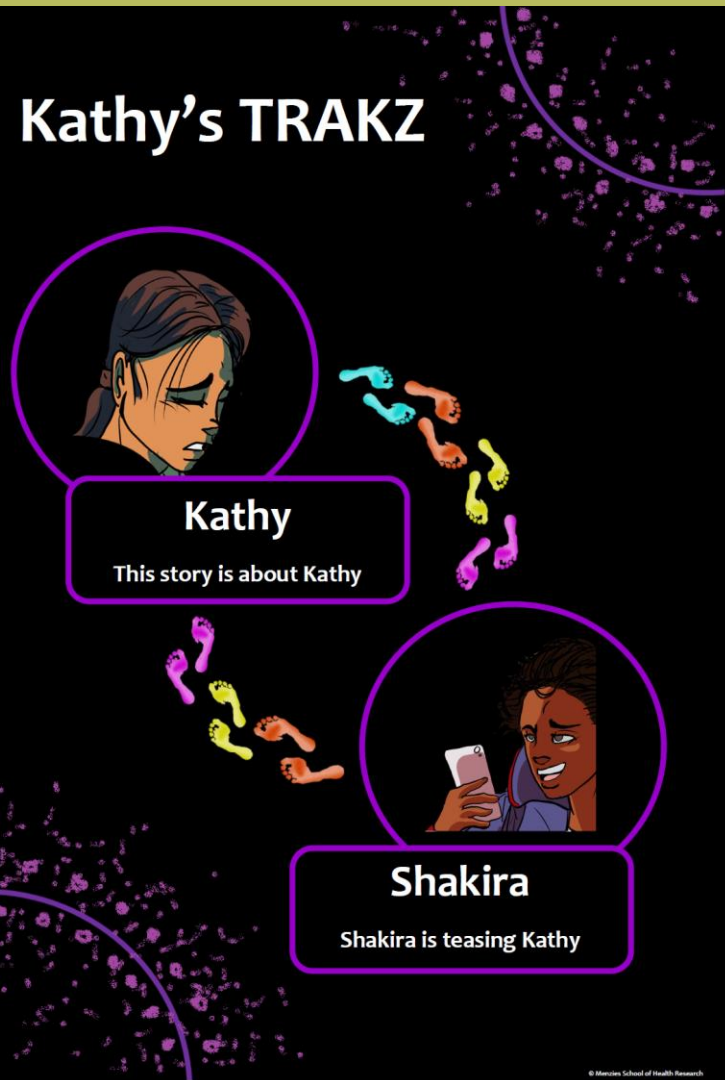 Kathy’s TRAKZ
Kathy
This story is about Kathy
Shakira
Shakira is teasing Kathy
© Menzies School of Health Research